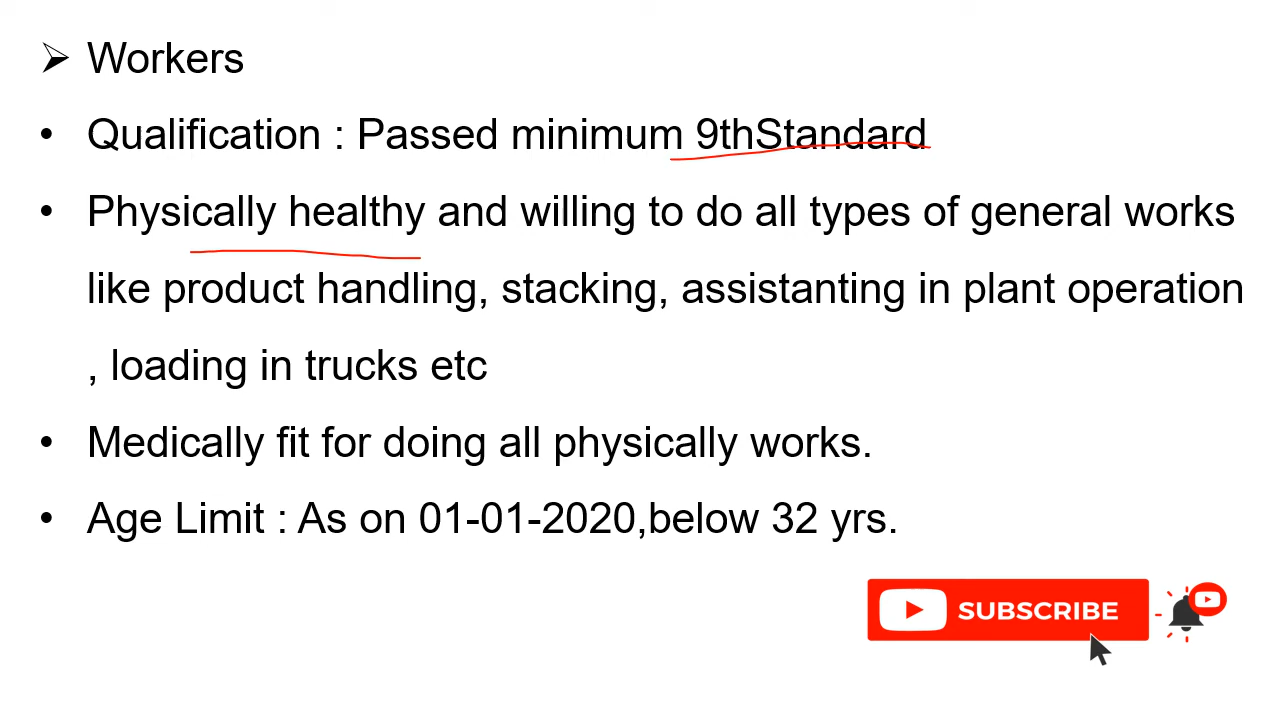 ➢ Workers
• Qualification : Passed minimum 9thStandard
• Physically healthy and willing to do all types of general works
like product handling, stacking, assistanting in plant operation
, loading in trucks etc
• Medically fit for doing all physically works.
• Age Limit : As on 01-01-2020,below 32 yrs.
SUBSCRIBE